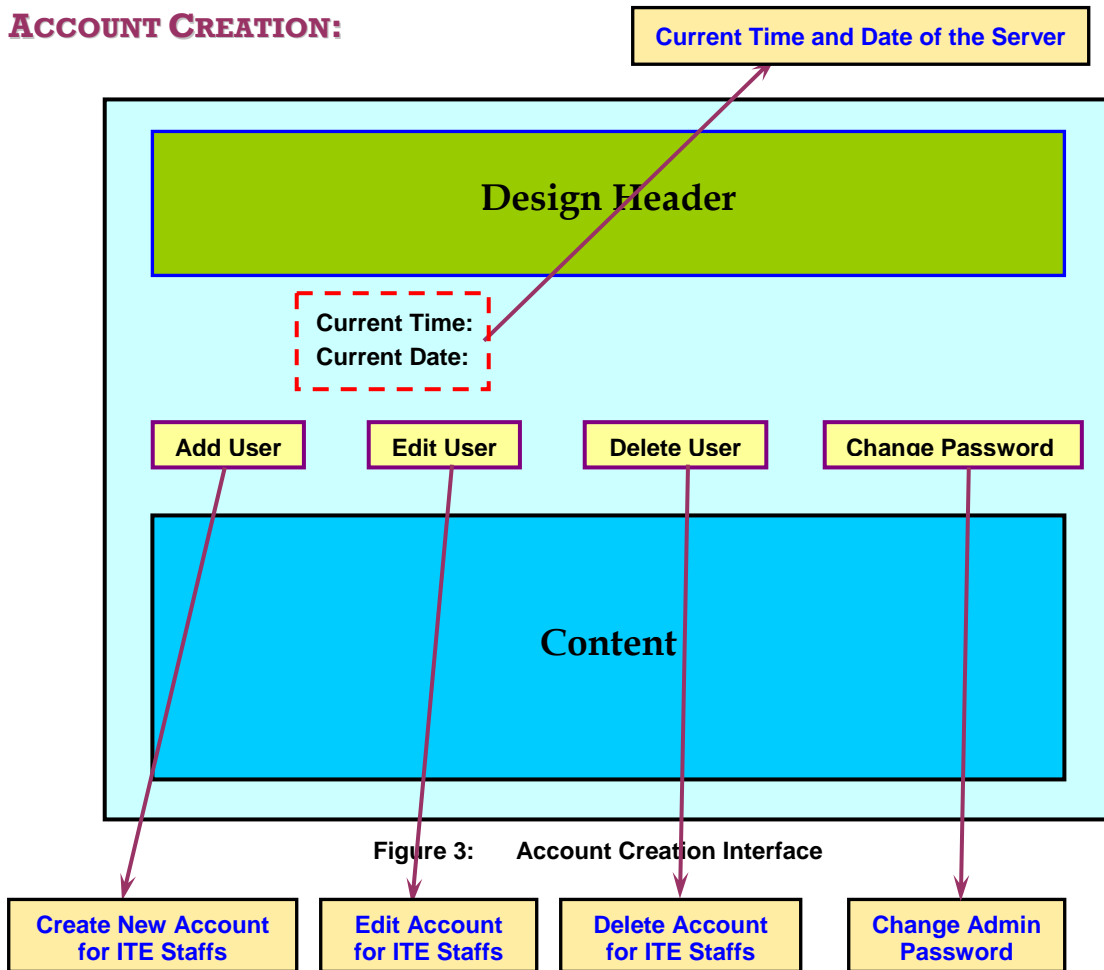 ACCOUNT CREATION:
Current Time and Date of the Server
Design Header
Current Time:
Current Date:
Add User
Edit User
Delete User
Change Password
Content
Figure 3: Account Creation Interface
Create New Account
for ITE Staffs
Edit Account
for ITE Staffs
Delete Account
for ITE Staffs
Change Admin
Password